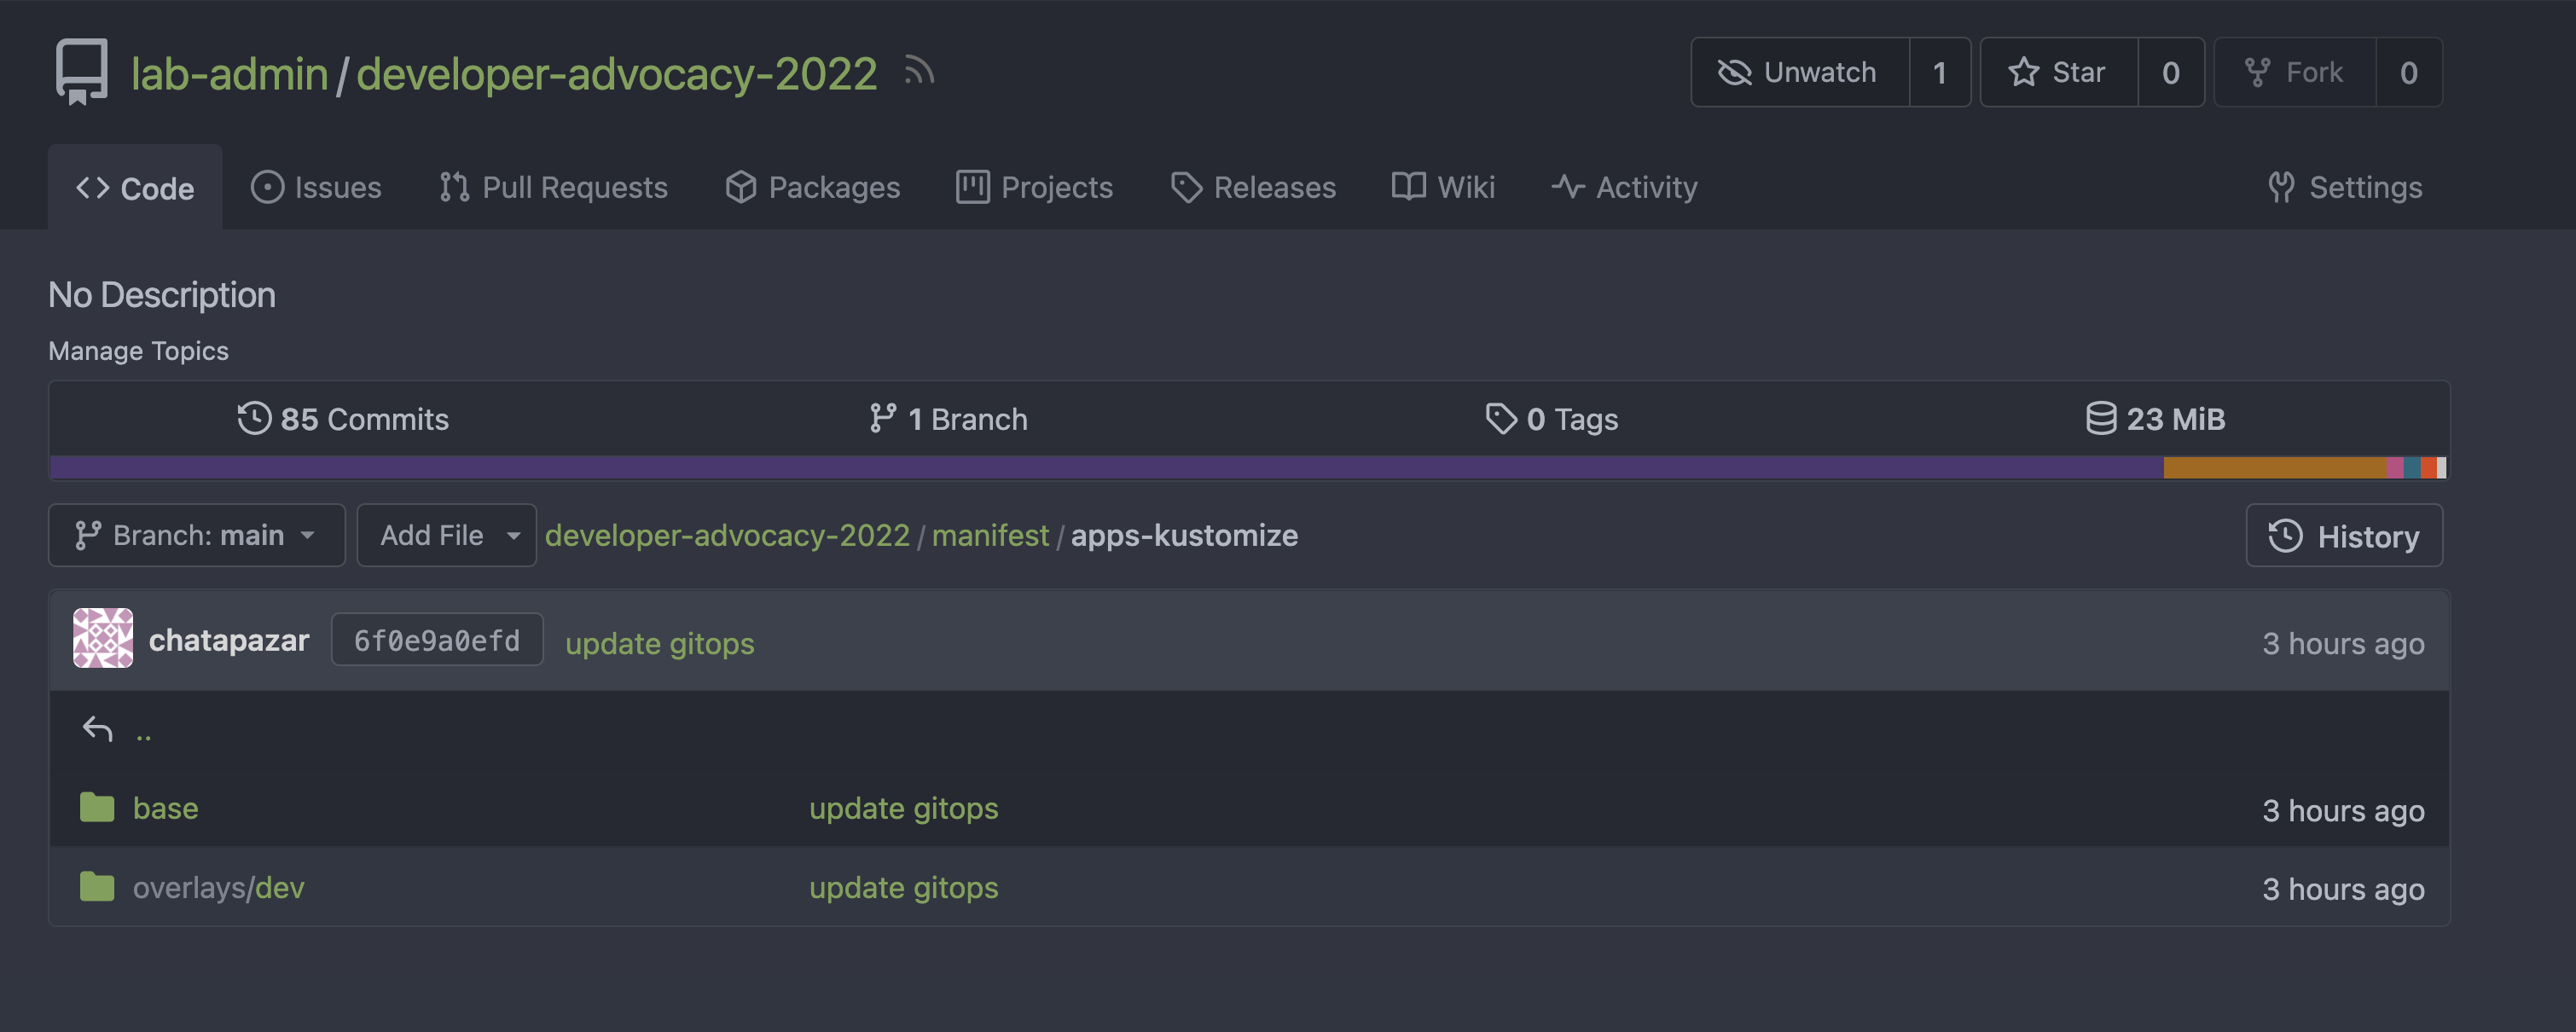 lab-admin / developer-advocacy-2022 Unwatch 1 Star 0 Fork 0
Code Issues Pull Requests Packages Projects Releases Wiki Activity Settings
No Description
Manage Topics
85 Commits 1 Branch 0 Tags 23 MiB
Branch: main Add File developer-advocacy-2022 / manifest / apps-kustomize History
chatapazar 6f0e9a0efd update gitops 3 hours ago
..
base update gitops 3 hours ago
overlays/dev update gitops 3 hours ago